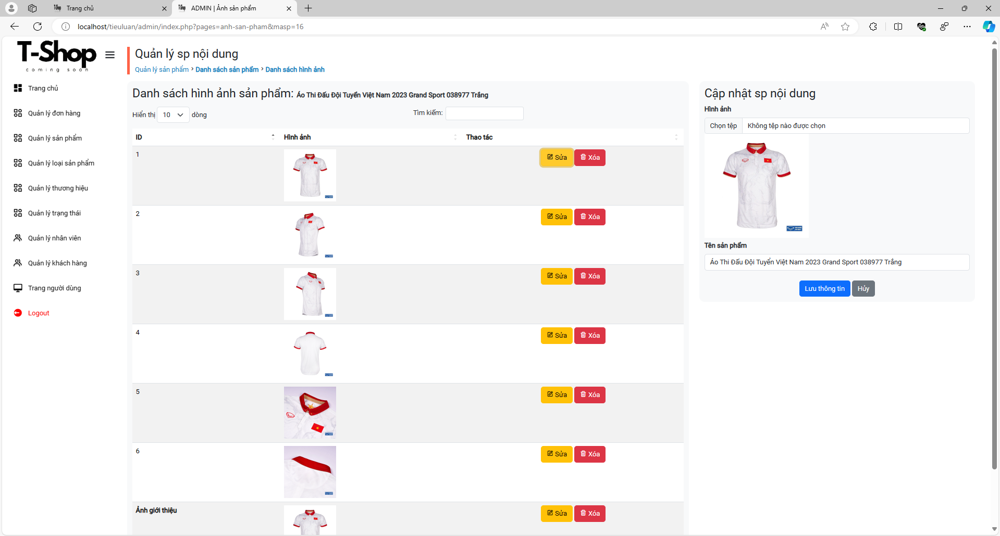 Trang chủ
ADMIN | Ảnh sản phẩm
localhost/tieuluan/admin/index.php?pages=anh-san-pham&masp=16
T-Shop
coming soon
Trang chủ
Quản lý đơn hàng
Quản lý sản phẩm
Quản lý loại sản phẩm
Quản lý thương hiệu
Quản lý trạng thái
Quản lý nhân viên
Quản lý khách hàng
Trang người dùng
Logout
Quản lý sp nội dung
Quản lý sản phẩm › Danh sách sản phẩm › Danh sách hình ảnh
Danh sách hình ảnh sản phẩm: Áo Thi Đấu Đội Tuyển Việt Nam 2023 Grand Sport 038977 Trắng
Hiển thị 10 dòng
Tìm kiếm:
ID Hình ảnh Thao tác
1 Sửa Xóa
2 Sửa Xóa
3 Sửa Xóa
4 Sửa Xóa
5 Sửa Xóa
6 Sửa Xóa
Ảnh giới thiệu Sửa Xóa
Cập nhật sp nội dung
Hình ảnh
Chọn tệp Không tệp nào được chọn
Tên sản phẩm
Áo Thi Đấu Đội Tuyển Việt Nam 2023 Grand Sport 038977 Trắng
Lưu thông tin Hủy